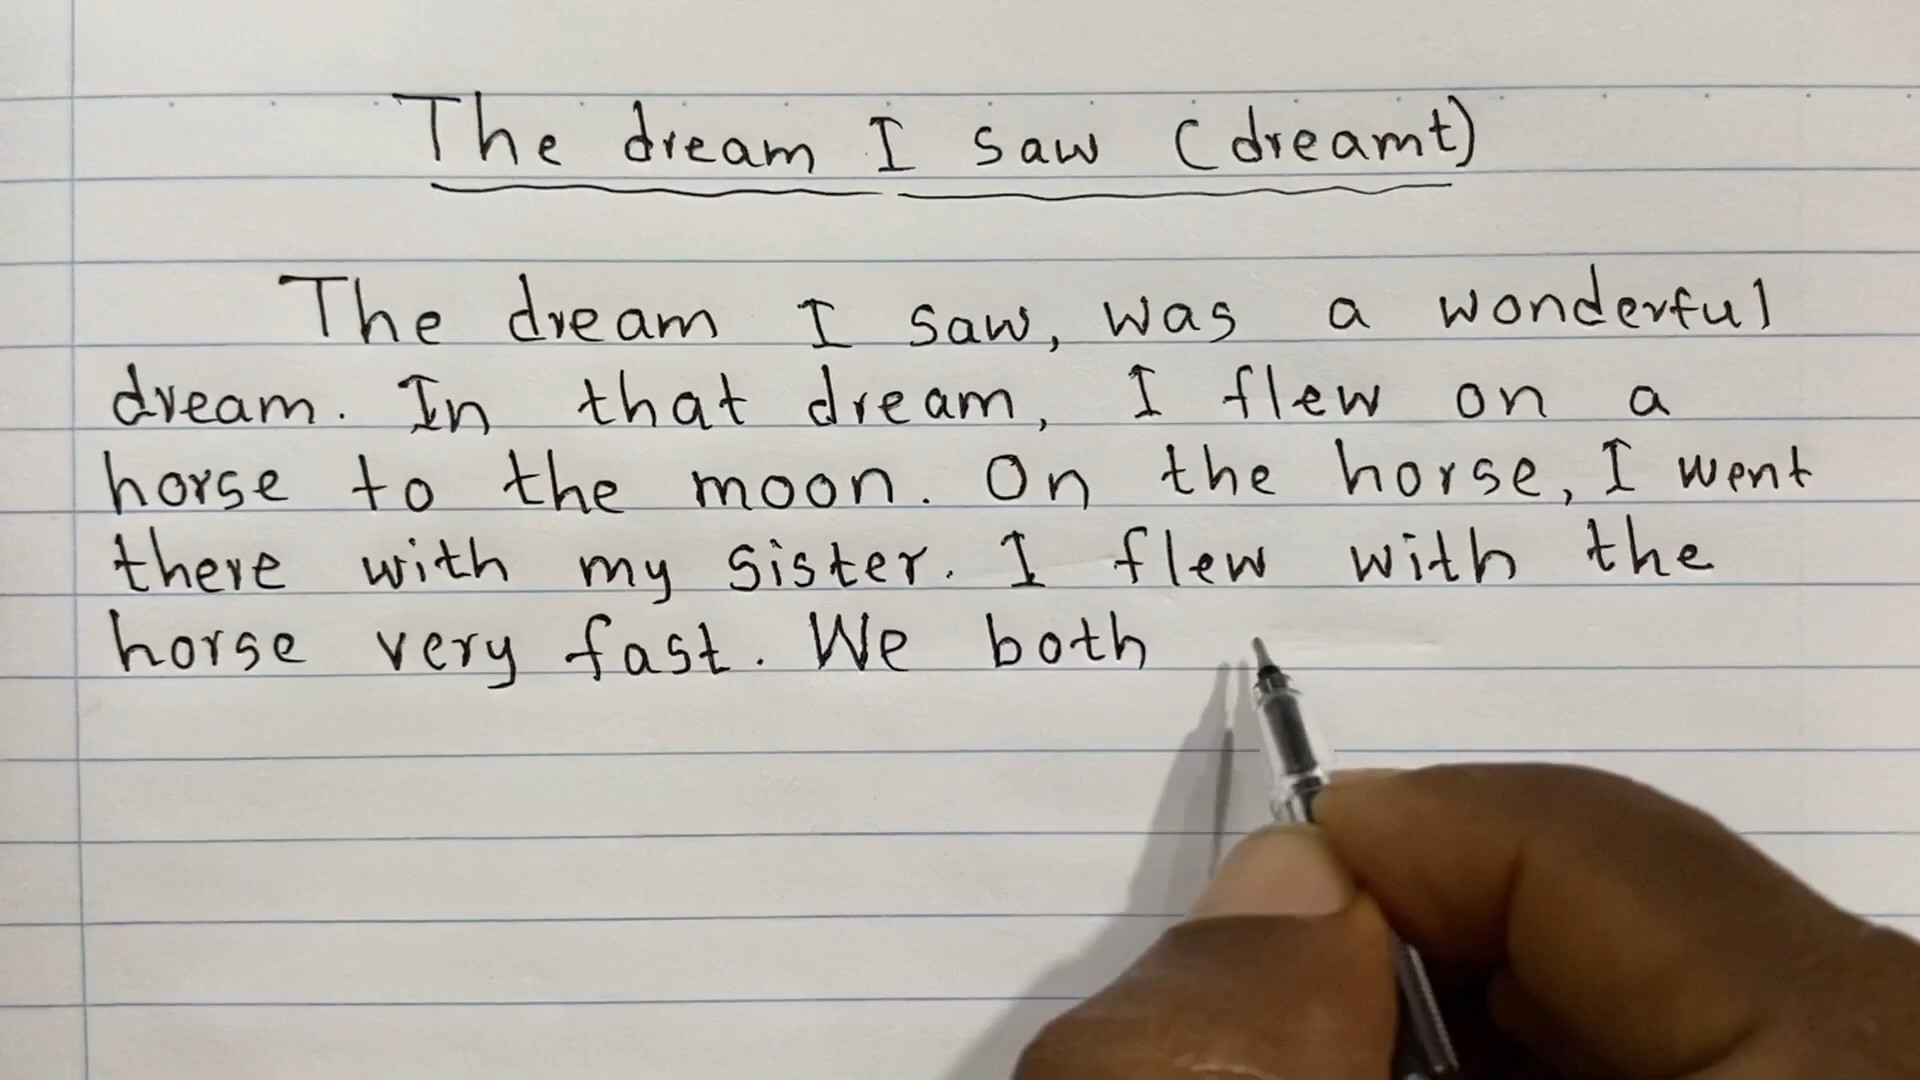 The dream I saw (dreamt)
The dream I saw, was a wonderful
dream. In that dream, I flew on a
horse to the moon. On the horse, I went
there with my sister. I flew with the
horse very fast. We both